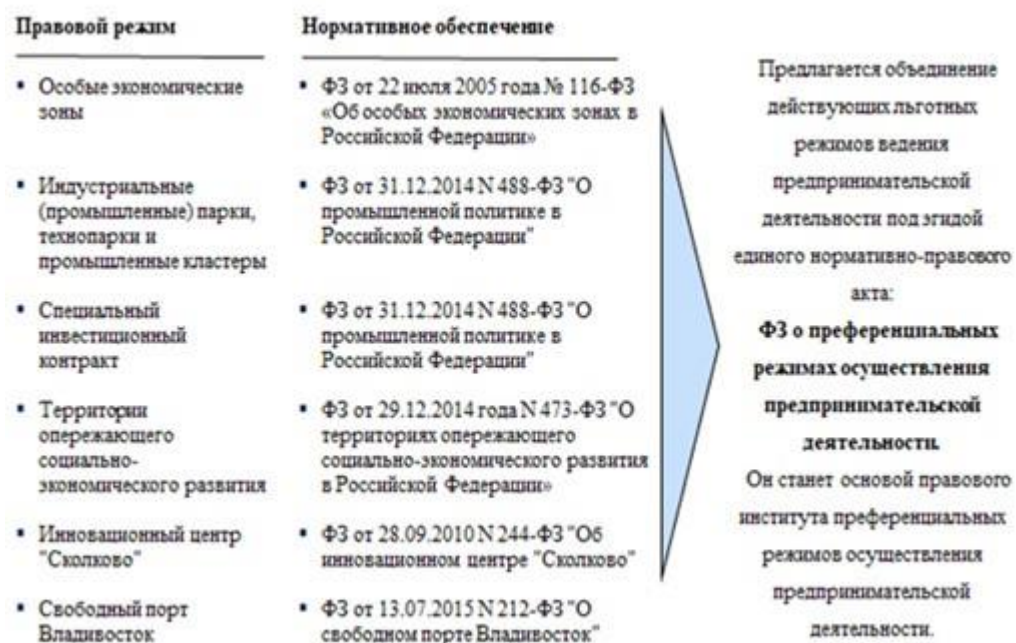 Правовой режим
Нормативное обеспечение
▪ Особые экономические
зоны
▪ ФЗ от 22 июля 2005 года № 116-ФЗ
«Об особых экономических зонах в
Российской Федерации»
▪ Индустриальные
(промышленные) парки,
технопарки и
промышленные кластеры
▪ ФЗ от 31.12.2014 N 488-ФЗ "О
промышленной политике в
Российской Федерации"
▪ Специальный
инвестиционный
контракт
▪ ФЗ от 31.12.2014 N 488-ФЗ "О
промышленной политике в
Российской Федерации"
▪ Территории
опережающего
социально-
экономического развития
▪ ФЗ от 29.12.2014 года N 473-ФЗ "О
территориях опережающего
социально-экономического развития
в Российской Федерации»
▪ Инновационный центр
"Сколково"
▪ ФЗ от 28.09.2010 N 244-ФЗ "Об
инновационном центре "Сколково"
▪ Свободный порт
Владивосток
▪ ФЗ от 13.07.2015 N 212-ФЗ "О
свободном порте Владивосток"
Предлагается объединение
действующих льготных
режимов ведения
предпринимательской
деятельности под эгидой
единого нормативно-правового
акта:
ФЗ о преференциальных
режимах осуществления
предпринимательской
деятельности.
Он станет основой правового
института преференциальных
режимов осуществления
предпринимательской
деятельности.